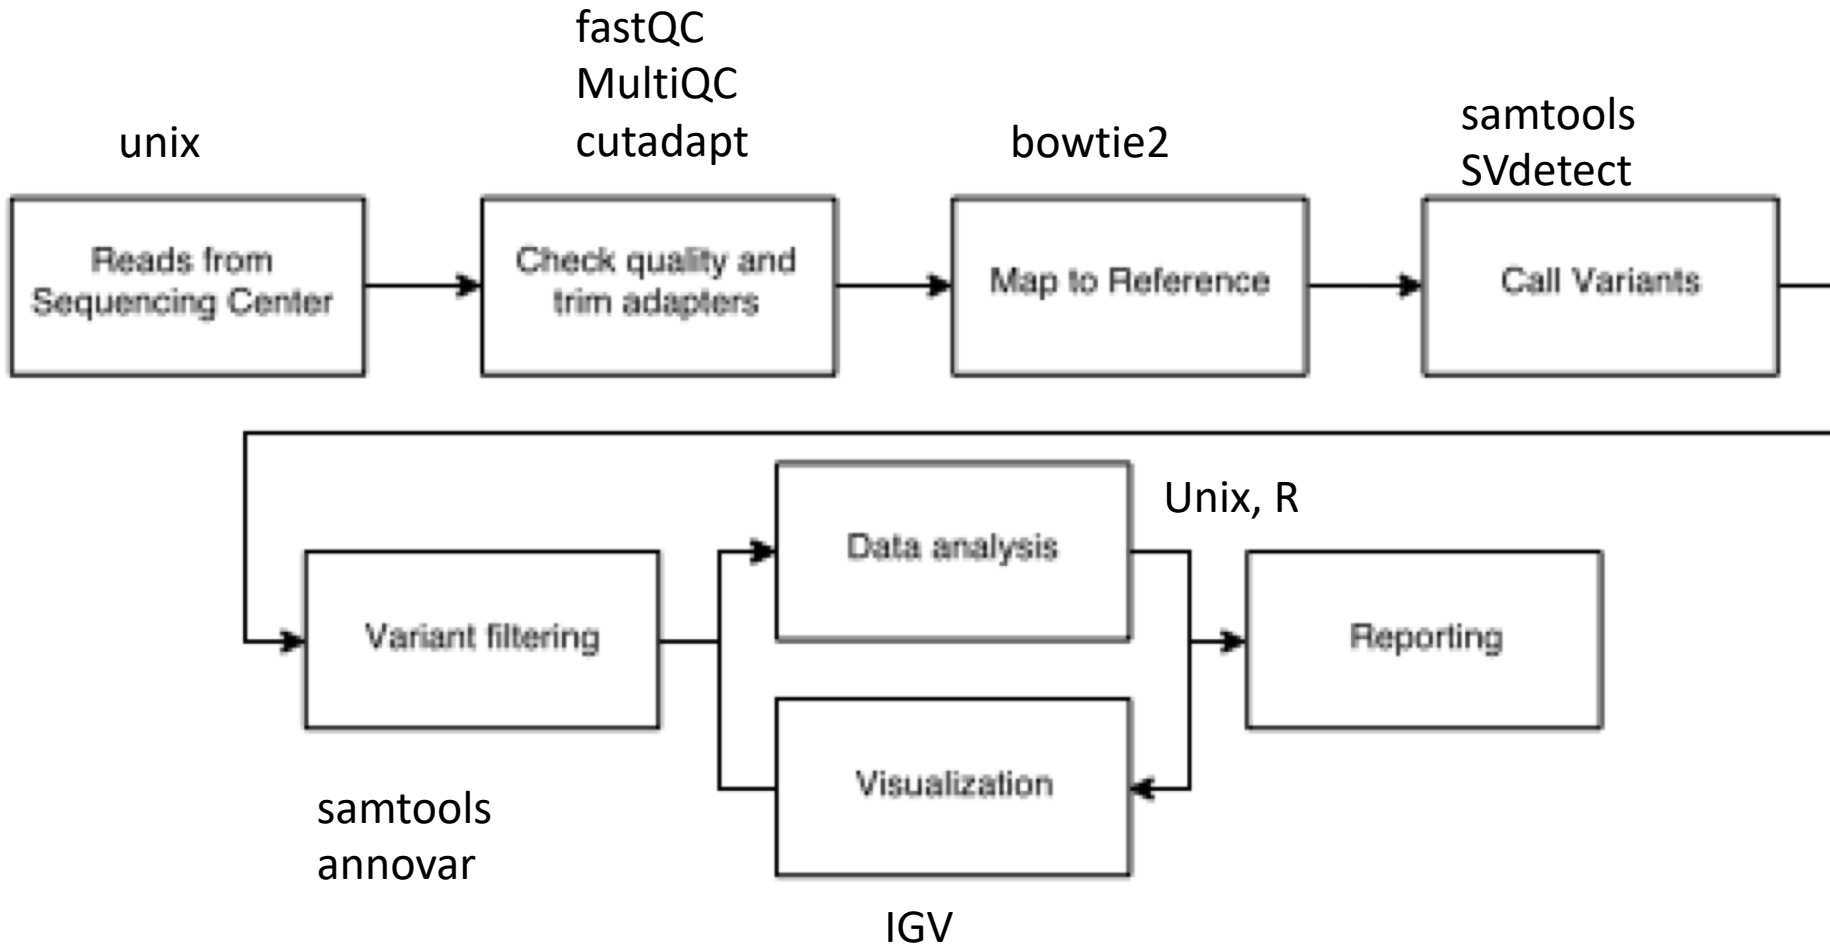 fastQC
MultiQC
cutadapt
unix
bowtie2
samtools
SVdetect
Reads from
Sequencing Center
Check quality and
trim adapters
Map to Reference
Call Variants
Unix, R
Data analysis
Variant filtering
Reporting
Visualization
samtools
annovar
IGV